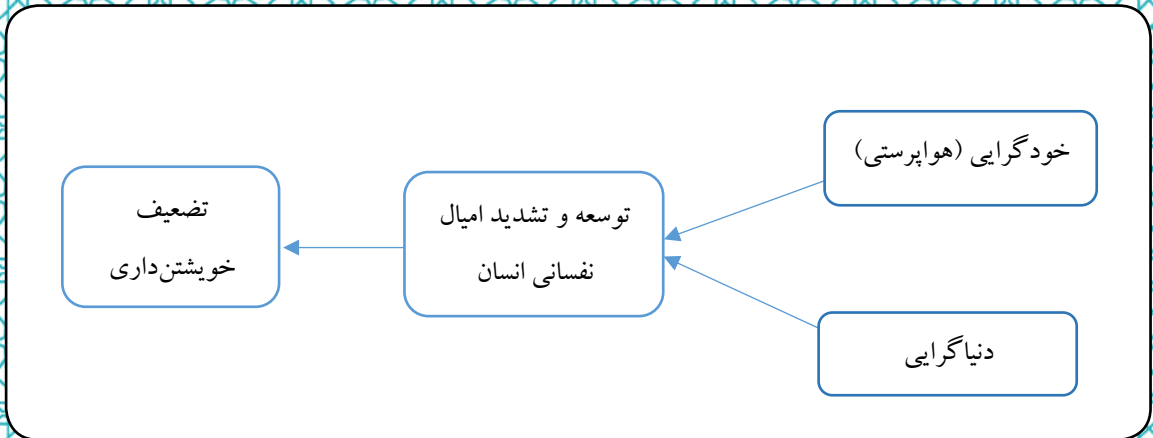 خودگرایی (هواپرستی)
دنیاگرایی
توسعه و تشدید امیال
نفسانی انسان
تضعیف
خویشتن‌داری